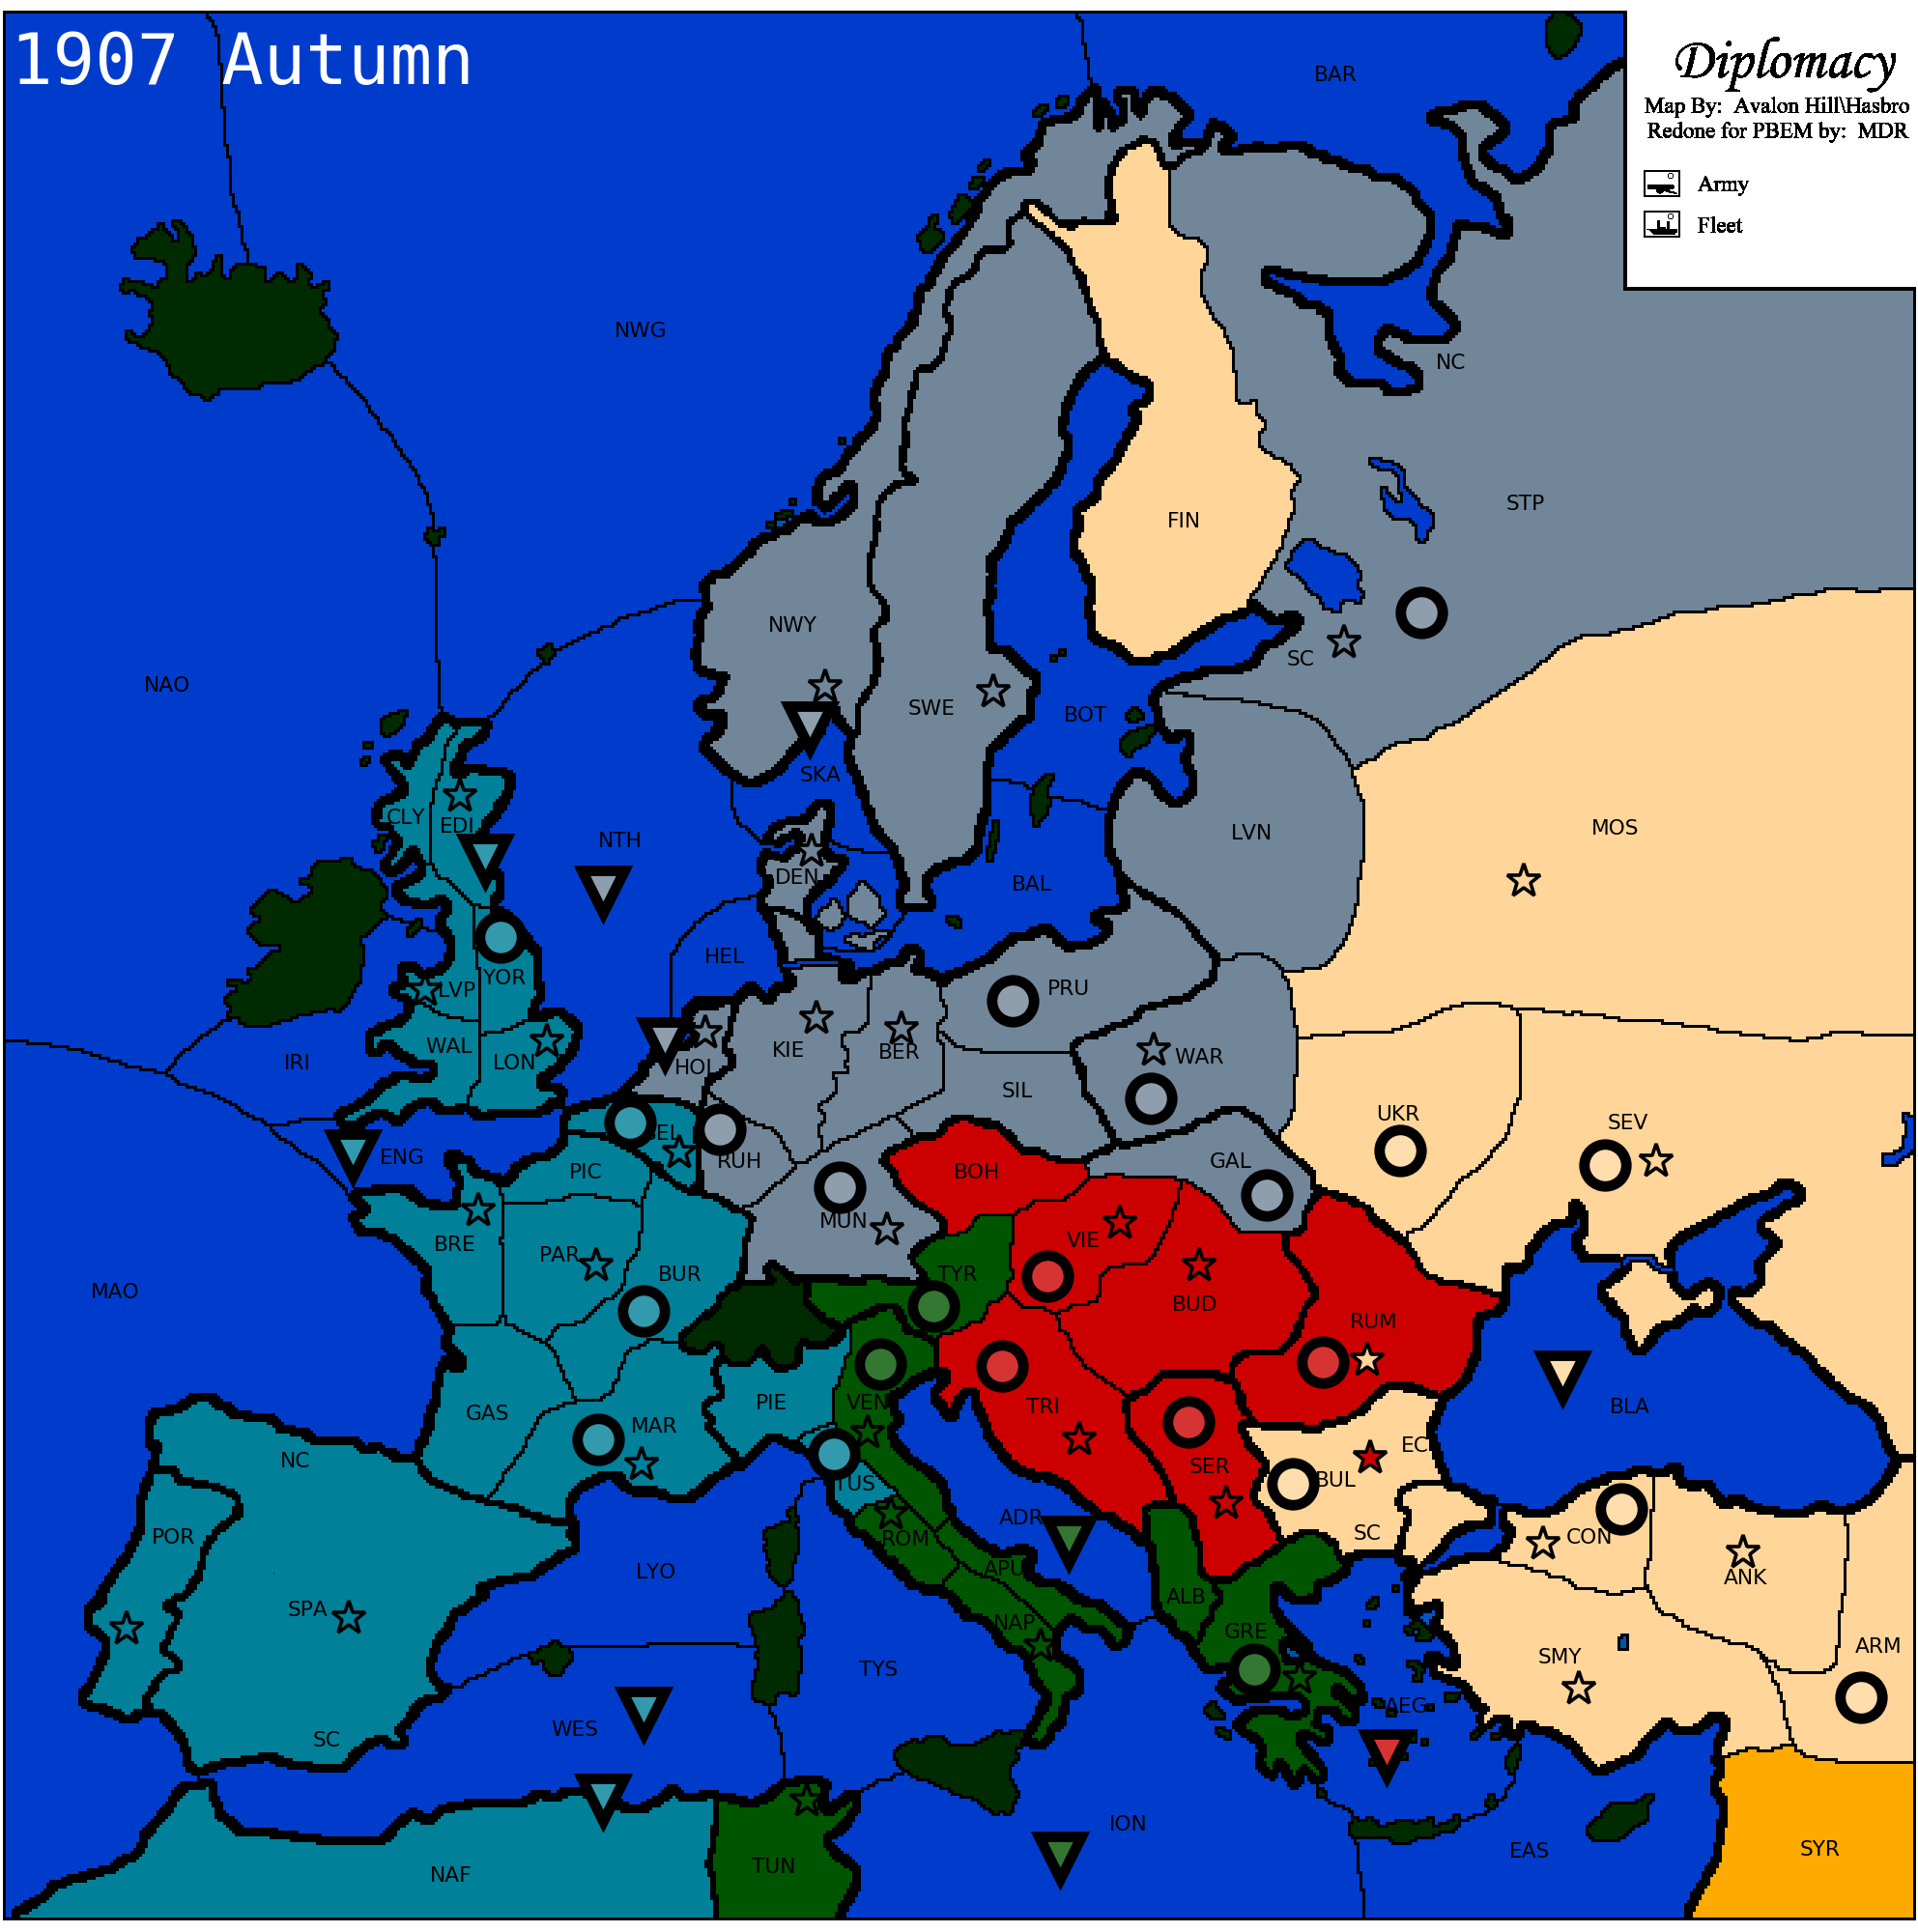 1907 Autumn
Diplomacy
Map By: Avalon Hill\Hasbro
Redone for PBEM by: MDR
Army
Fleet
BAR
NWG
NC
STP
FIN
NWY
SC
NAO
SWE
BOT
SKA
CLY
EDI
NTH
LVN
MOS
DEN
BAL
HEL
YOR
LVP
PRU
WAL
LON
IRI
KIE
BER
HOL
WAR
SIL
UKR
SEV
ENG
PIC
RUH
BOH
GAL
MUN
BRE
PAR
BUR
VIE
TYR
MAO
BUD
RUM
GAS
MAR
PIE
VEN
TRI
BLA
NC
SER
EC
BUL
TUS
POR
ROM
ADR
SC
CON
LYO
APU
ANK
SPA
NAP
ALB
GRE
SMY
ARM
TYS
AEG
WES
SC
ION
EAS
SYR
NAF
TUN